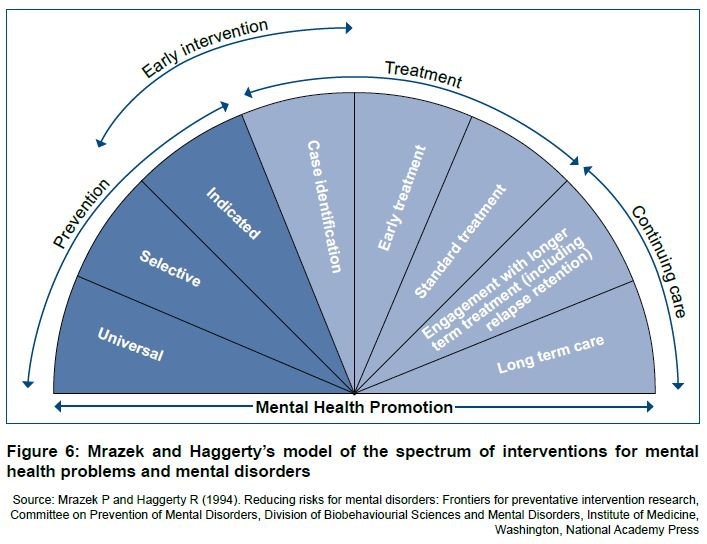 Early intervention
Treatment
Prevention
Continuing care
Universal
Selective
Indicated
Case identification
Early treatment
Standard treatment
Engagement with longer
term treatment (including
relapse retention)
Long term care
Mental Health Promotion
Figure 6: Mrazek and Haggerty’s model of the spectrum of interventions for mental
health problems and mental disorders
Source: Mrazek P and Haggerty R (1994). Reducing risks for mental disorders: Frontiers for preventative intervention research,
Committee on Prevention of Mental Disorders, Division of Biobehaviourial Sciences and Mental Disorders, Institute of Medicine,
Washington, National Academy Press